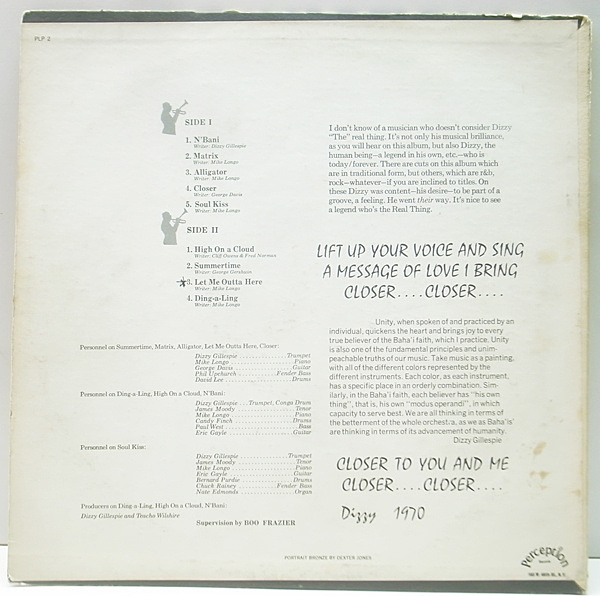 PLP 2
SIDE I
1. N'Bani
Writer: Dizzy Gillespie
2. Matrix
Writer: Mike Longo
3. Alligator
Writer: Mike Longo
4. Closer
Writer: George Davis
5. Soul Kiss
Writer: Mike Longo
SIDE II
1. High On a Cloud
Writer: Cliff Owens & Fred Norman
2. Summertime
Writer: George Gershwin
3. Let Me Outta Here
Writer: Mike Longo
4. Ding-a-Ling
Writer: Mike Longo
Personnel on Summertime, Matrix, Alligator, Let Me Outta Here, Closer:
Dizzy Gillespie ................Trumpet
Mike Longo ....................Piano
George Davis ..................Guitar
Phil Upchurch ..........Fender Bass
David Lee .....................Drums
Personnel on Ding-a-Ling, High On a Cloud, N'Bani:
Dizzy Gillespie ...Trumpet, Conga Drum
James Moody ..................Tenor
Mike Longo ....................Piano
Candy Finch ..................Drums
Paul West ......................Bass
Eric Gayle ....................Guitar
Personnel on Soul Kiss:
Dizzy Gillespie ................Trumpet
James Moody ..................Tenor
Mike Longo ....................Piano
Eric Gayle ....................Guitar
Bernard Purdie ...............Drums
Chuck Rainey ..........Fender Bass
Nate Edmonds .................Organ
Producers on Ding-a-Ling, High On a Cloud, N'Bani:
Dizzy Gillespie and Teacho Wilshire
Supervision by BOO FRAZIER
I don't know of a musician who doesn't consider Dizzy
"The" real thing. It's not only his musical brilliance,
as you will hear on this album, but also Dizzy, the
human being—a legend in his own, etc.—who is
today/forever. There are cuts on this album which
are in traditional form, but others, which are r&b,
rock—whatever—if you are inclined to titles. On
these Dizzy was content—his desire—to be part of a
groove, a feeling. He went their way. It's nice to see
a legend who's the Real Thing.
LIFT UP YOUR VOICE AND SING
A MESSAGE OF LOVE I BRING
CLOSER....CLOSER....
Unity, when spoken of and practiced by an
individual, quickens the heart and brings joy to every
true believer of the Baha'i faith, which I practice. Unity
is also one of the fundamental principles and unim-
peachable truths of our music. Take music as a painting,
with all of the different colors represented by the
different instruments. Each color, as each instrument,
has a specific place in an orderly combination. Sim-
ilarly, in the Baha'i faith, each believer has "his own
thing", that is, his own "modus operandi", in which
capacity to serve best. We are all thinking in terms of
the betterment of the whole orchestra, as we as Baha'is'
are thinking in terms of its advancement of humanity.
Dizzy Gillespie
CLOSER TO YOU AND ME
CLOSER....CLOSER....
Dizzy 1970
PORTRAIT BRONZE BY DEXTER JONES
Perception